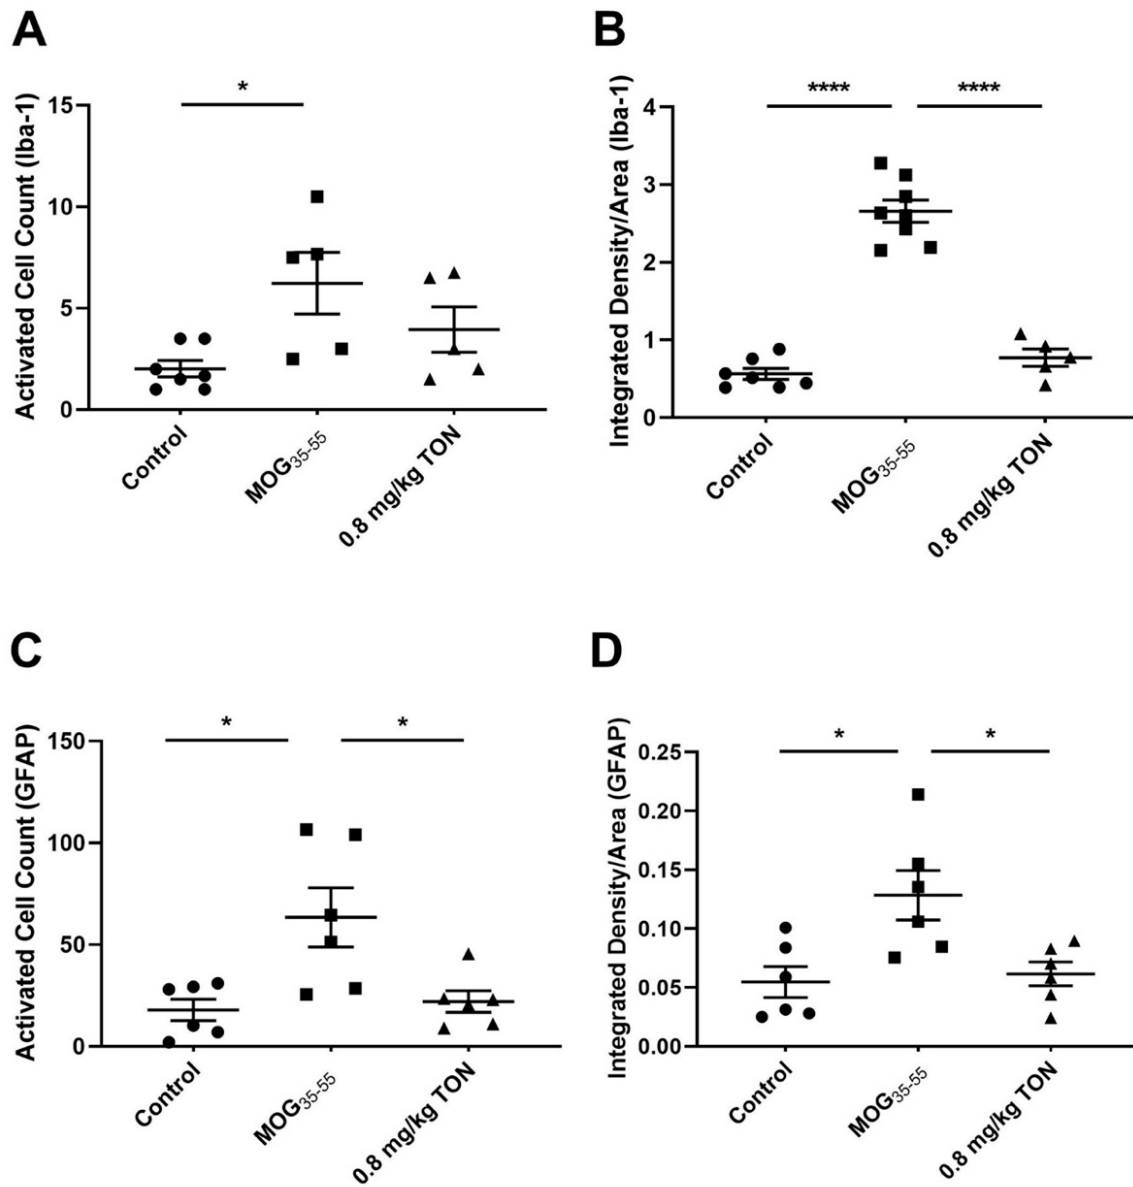 A
Activated Cell Count (Iba-1)
15
10
5
0
*
Control
MOG35-55
0.8 mg/kg TON
B
Integrated Density/Area (Iba-1)
4
3
2
1
0
****
****
Control
MOG35-55
0.8 mg/kg TON
C
Activated Cell Count (GFAP)
150
100
50
0
*
*
Control
MOG35-55
0.8 mg/kg TON
D
Integrated Density/Area (GFAP)
0.25
0.20
0.15
0.10
0.05
0.00
*
*
Control
MOG35-55
0.8 mg/kg TON